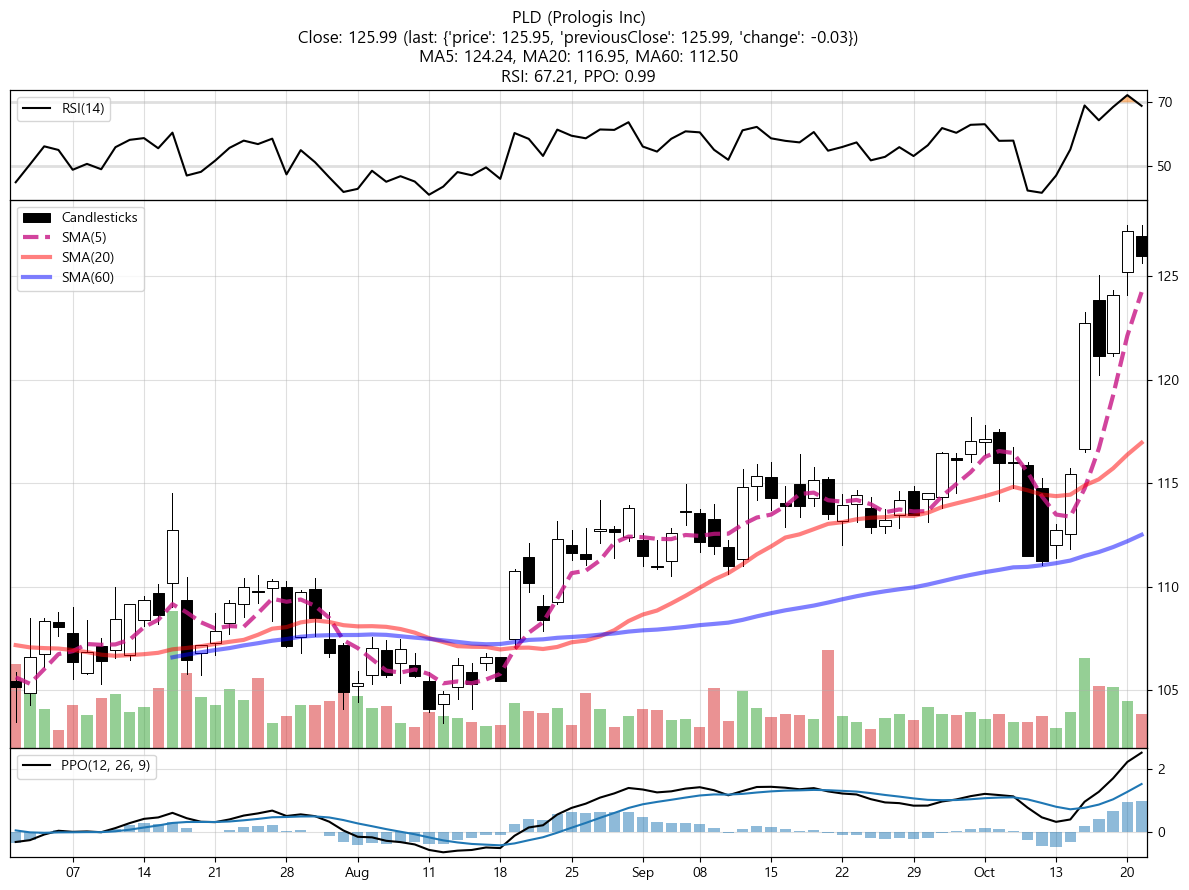 PLD (Prologis Inc)
Close: 125.99 (last: {'price': 125.95, 'previousClose': 125.99, 'change': -0.03})
MA5: 124.24, MA20: 116.95, MA60: 112.50
RSI: 67.21, PPO: 0.99
RSI(14)
70
50
Candlesticks
SMA(5)
SMA(20)
SMA(60)
125
120
115
110
105
PPO(12, 26, 9)
2
0
07 14 21 28 Aug 11 18 25 Sep 08 15 22 29 Oct 13 20